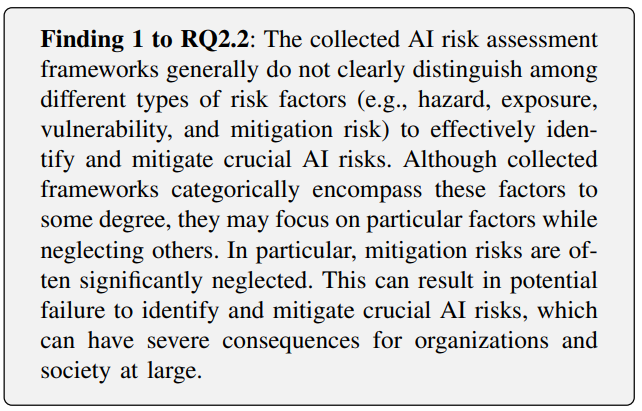 Finding 1 to RQ2.2: The collected AI risk assessment
frameworks generally do not clearly distinguish among
different types of risk factors (e.g., hazard, exposure,
vulnerability, and mitigation risk) to effectively iden-
tify and mitigate crucial AI risks. Although collected
frameworks categorically encompass these factors to
some degree, they may focus on particular factors while
neglecting others. In particular, mitigation risks are of-
ten significantly neglected. This can result in potential
failure to identify and mitigate crucial AI risks, which
can have severe consequences for organizations and
society at large.